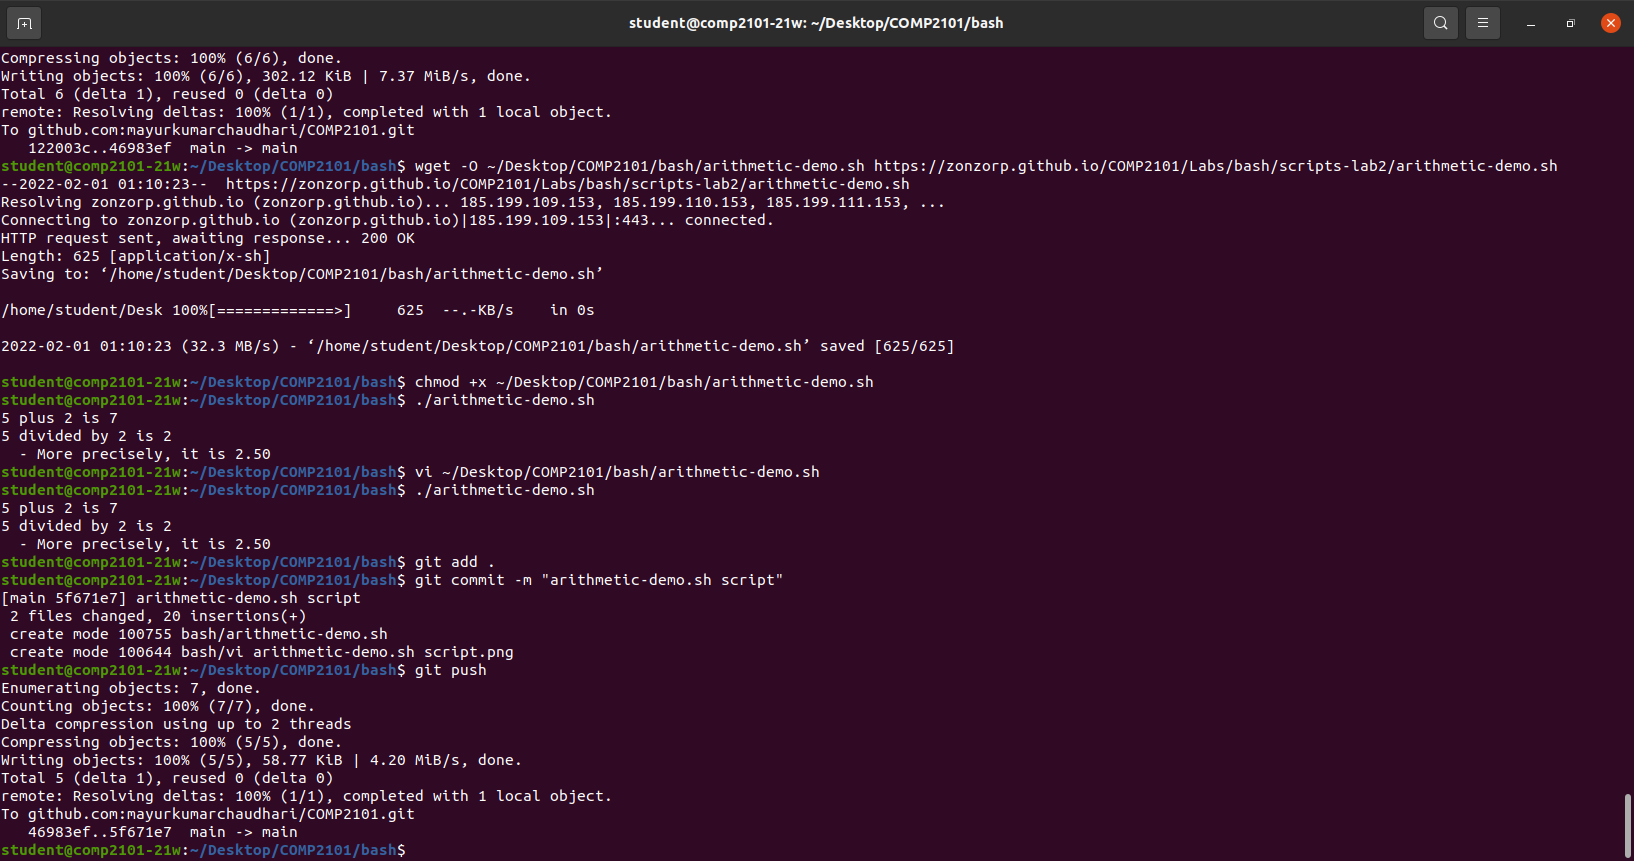 student@comp2101-21w: ~/Desktop/COMP2101/bash
Compressing objects: 100% (6/6), done.
Writing objects: 100% (6/6), 302.12 KiB | 7.37 MiB/s, done.
Total 6 (delta 1), reused 0 (delta 0)
remote: Resolving deltas: 100% (1/1), completed with 1 local object.
To github.com:mayurkumarchaudhari/COMP2101.git
   122003c..46983ef  main -> main
student@comp2101-21w:~/Desktop/COMP2101/bash$ wget -O ~/Desktop/COMP2101/bash/arithmetic-demo.sh https://zonzorp.github.io/COMP2101/Labs/bash/scripts-lab2/arithmetic-demo.sh
--2022-02-01 01:10:23--  https://zonzorp.github.io/COMP2101/Labs/bash/scripts-lab2/arithmetic-demo.sh
Resolving zonzorp.github.io (zonzorp.github.io)... 185.199.109.153, 185.199.110.153, 185.199.111.153, ...
Connecting to zonzorp.github.io (zonzorp.github.io)|185.199.109.153|:443... connected.
HTTP request sent, awaiting response... 200 OK
Length: 625 [application/x-sh]
Saving to: ‘/home/student/Desktop/COMP2101/bash/arithmetic-demo.sh’
/home/student/Desk 100%[=============>]     625  --.-KB/s    in 0s
2022-02-01 01:10:23 (32.3 MB/s) - ‘/home/student/Desktop/COMP2101/bash/arithmetic-demo.sh’ saved [625/625]
student@comp2101-21w:~/Desktop/COMP2101/bash$ chmod +x ~/Desktop/COMP2101/bash/arithmetic-demo.sh
student@comp2101-21w:~/Desktop/COMP2101/bash$ ./arithmetic-demo.sh
5 plus 2 is 7
5 divided by 2 is 2
  - More precisely, it is 2.50
student@comp2101-21w:~/Desktop/COMP2101/bash$ vi ~/Desktop/COMP2101/bash/arithmetic-demo.sh
student@comp2101-21w:~/Desktop/COMP2101/bash$ ./arithmetic-demo.sh
5 plus 2 is 7
5 divided by 2 is 2
  - More precisely, it is 2.50
student@comp2101-21w:~/Desktop/COMP2101/bash$ git add .
student@comp2101-21w:~/Desktop/COMP2101/bash$ git commit -m "arithmetic-demo.sh script"
[main 5f671e7] arithmetic-demo.sh script
 2 files changed, 20 insertions(+)
 create mode 100755 bash/arithmetic-demo.sh
 create mode 100644 bash/vi arithmetic-demo.sh script.png
student@comp2101-21w:~/Desktop/COMP2101/bash$ git push
Enumerating objects: 7, done.
Counting objects: 100% (7/7), done.
Delta compression using up to 2 threads
Compressing objects: 100% (5/5), done.
Writing objects: 100% (5/5), 58.77 KiB | 4.20 MiB/s, done.
Total 5 (delta 1), reused 0 (delta 0)
remote: Resolving deltas: 100% (1/1), completed with 1 local object.
To github.com:mayurkumarchaudhari/COMP2101.git
   46983ef..5f671e7  main -> main
student@comp2101-21w:~/Desktop/COMP2101/bash$